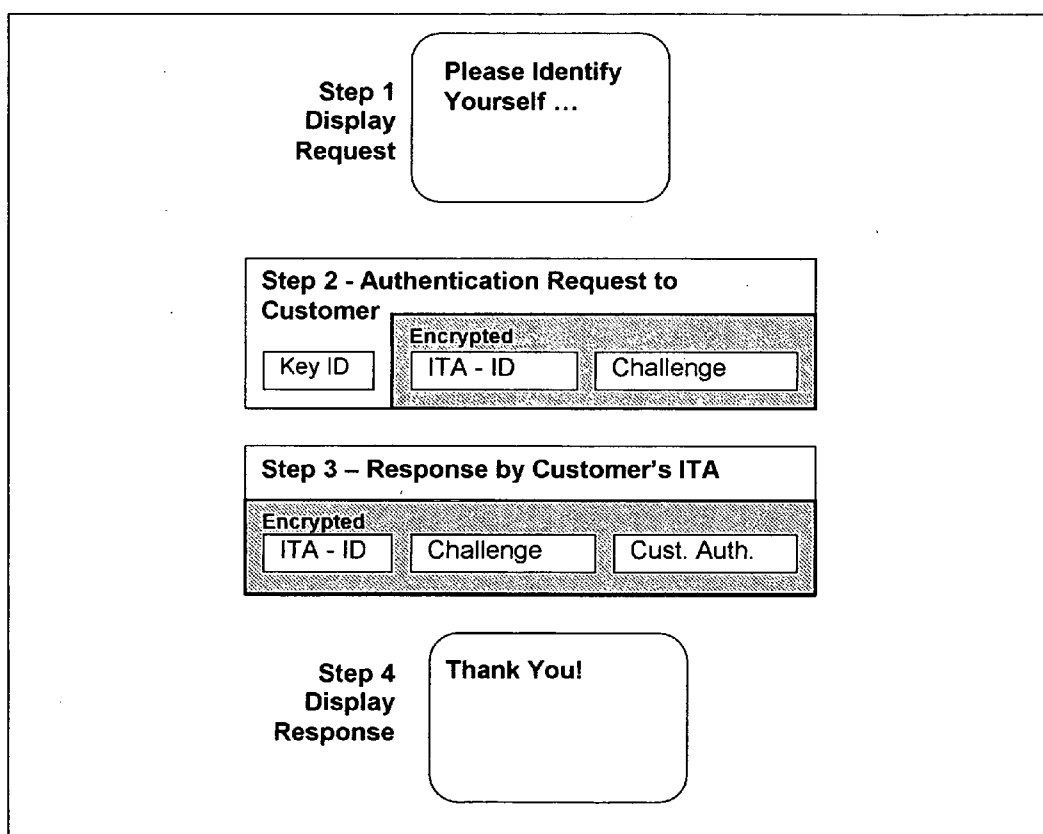 Step 1
Display
Request
Please Identify
Yourself ...
Step 2 - Authentication Request to
Customer
Encrypted
Key ID
ITA - ID
Challenge
Step 3 – Response by Customer's ITA
Encrypted
ITA - ID
Challenge
Cust. Auth.
Step 4
Display
Response
Thank You!